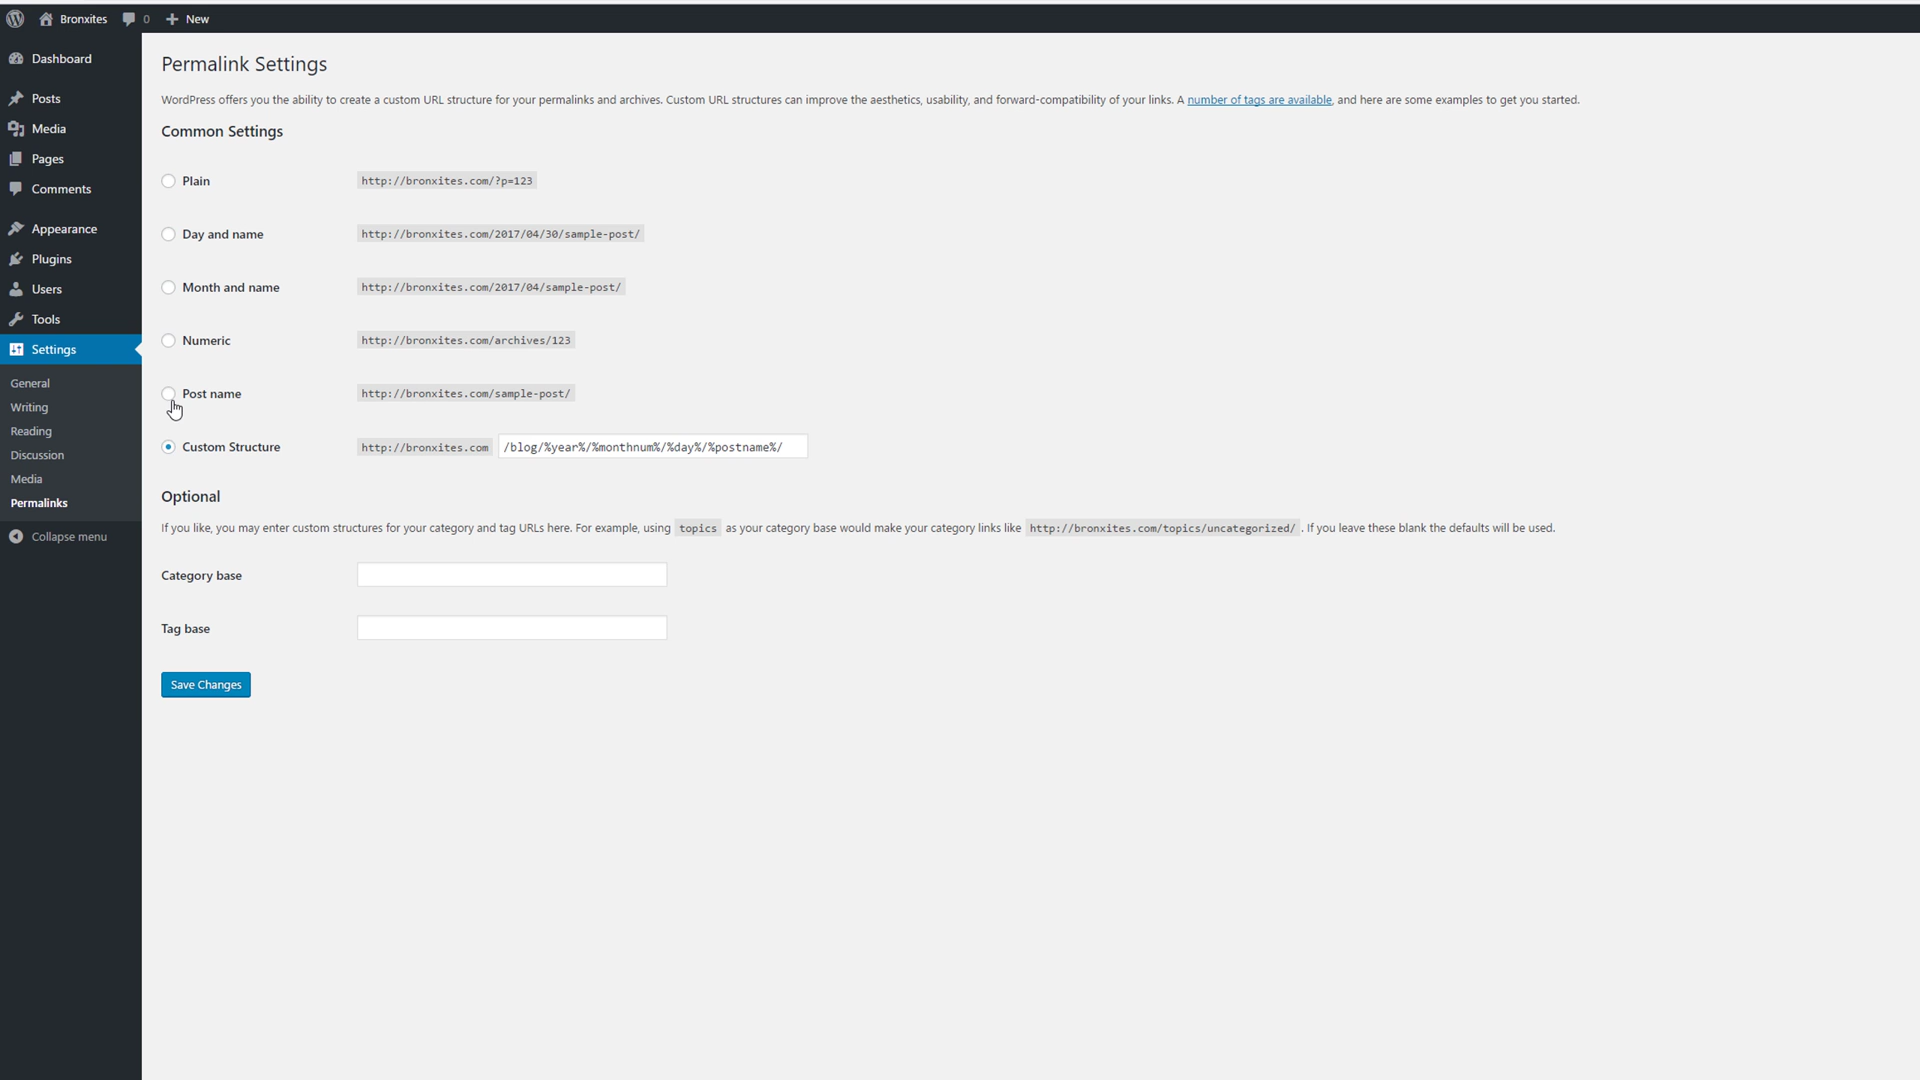 Bronxites 0 New
Dashboard
Posts
Media
Pages
Comments
Appearance
Plugins
Users
Tools
Settings
General
Writing
Reading
Discussion
Media
Permalinks
Collapse menu
Permalink Settings
WordPress offers you the ability to create a custom URL structure for your permalinks and archives. Custom URL structures can improve the aesthetics, usability, and forward-compatibility of your links. A number of tags are available, and here are some examples to get you started.
Common Settings
Plain http://bronxites.com/?p=123
Day and name http://bronxites.com/2017/04/30/sample-post/
Month and name http://bronxites.com/2017/04/sample-post/
Numeric http://bronxites.com/archives/123
Post name http://bronxites.com/sample-post/
Custom Structure http://bronxites.com /blog/%year%/%monthnum%/%day%/%postname%/
Optional
If you like, you may enter custom structures for your category and tag URLs here. For example, using topics as your category base would make your category links like http://bronxites.com/topics/uncategorized/ . If you leave these blank the defaults will be used.
Category base
Tag base
Save Changes